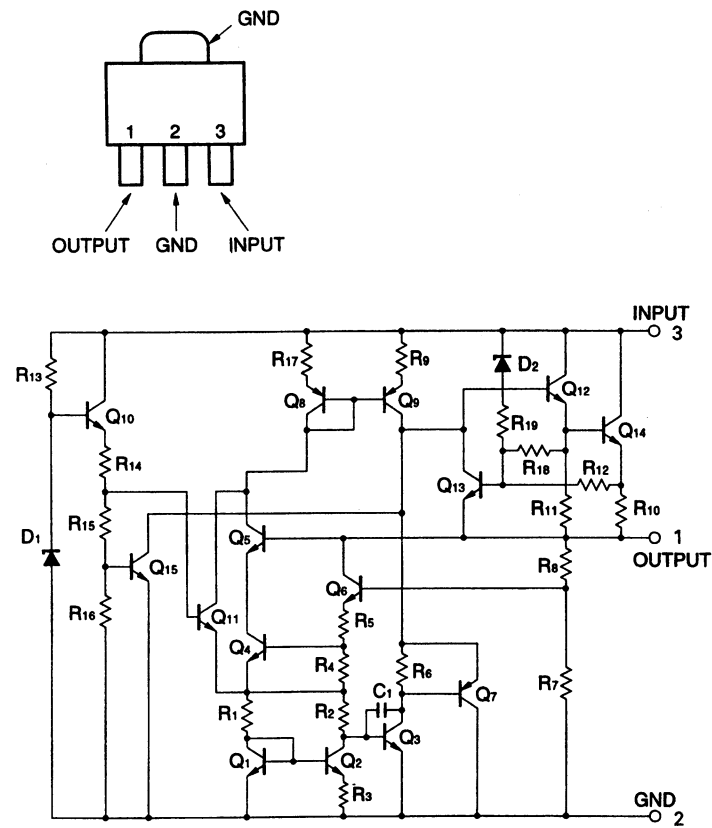 GND
1 2 3
OUTPUT GND INPUT
INPUT
3
R17 R9
D2
R13
Q8 Q9
Q12
Q10
R19
Q14
R14
R18
R12
Q13
R15
R11 R10
1
OUTPUT
D1
Q5
R8
Q15
Q6
R16
Q11
R5
Q4
R4
R6
R7
C1
Q7
R1 R2
Q3
Q1 Q2
R3
GND
2